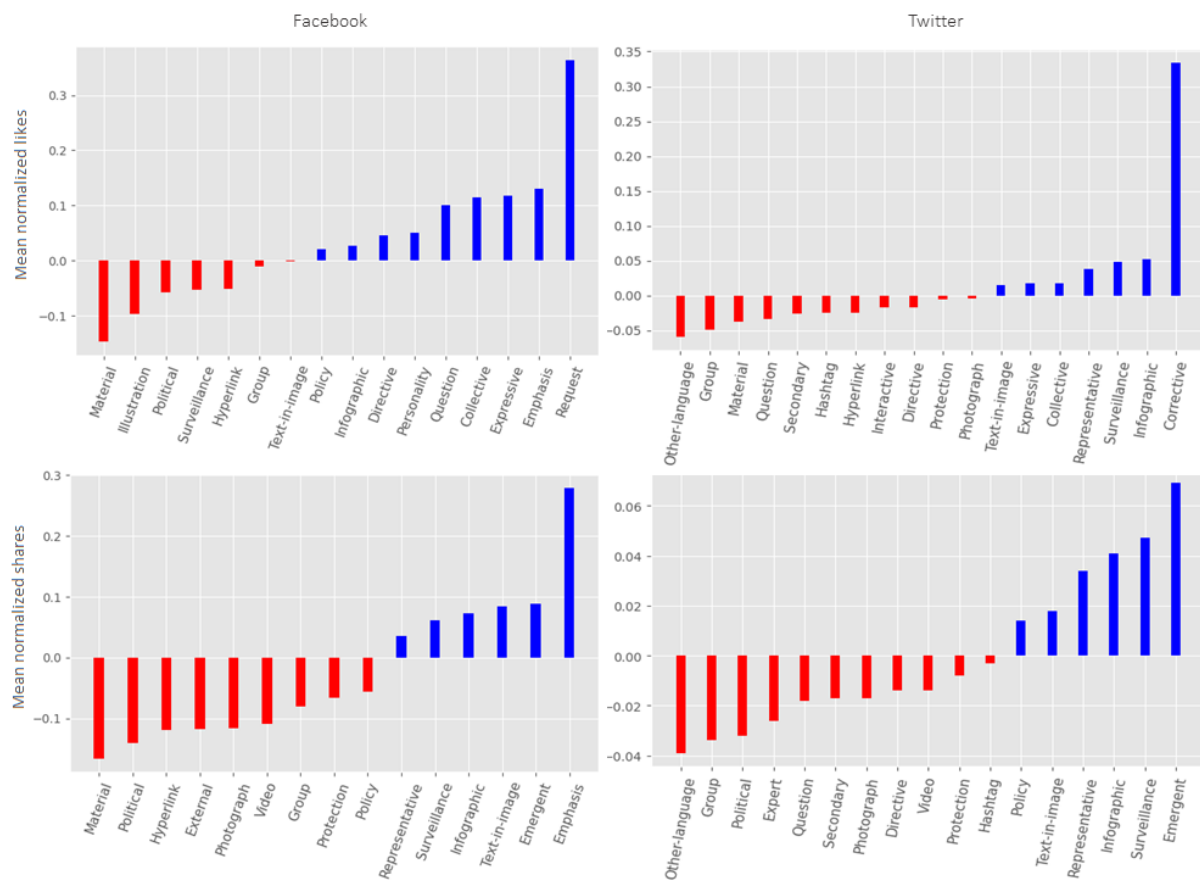 Facebook
Twitter
Mean normalized likes
0.3
0.2
0.1
0.0
−0.1
Material
Illustration
Political
Surveillance
Hyperlink
Group
Text-in-image
Policy
Infographic
Directive
Personality
Question
Collective
Expressive
Emphasis
Request
0.35
0.30
0.25
0.20
0.15
0.10
0.05
0.00
−0.05
Other-language
Group
Material
Question
Secondary
Hashtag
Hyperlink
Interactive
Directive
Protection
Photograph
Text-in-image
Expressive
Collective
Representative
Surveillance
Infographic
Corrective
Mean normalized shares
0.3
0.2
0.1
0.0
−0.1
Material
Political
Hyperlink
External
Photograph
Video
Group
Protection
Policy
Representative
Surveillance
Infographic
Text-in-image
Emergent
Emphasis
0.06
0.04
0.02
0.00
−0.02
−0.04
Other-language
Group
Political
Expert
Question
Secondary
Photograph
Directive
Video
Protection
Hashtag
Policy
Text-in-image
Representative
Infographic
Surveillance
Emergent